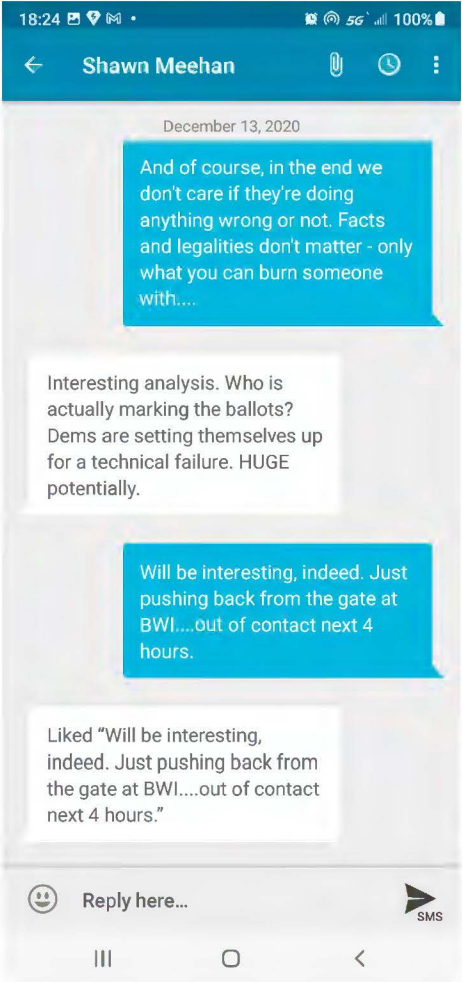 18:24 • 5G 100%
Shawn Meehan
December 13, 2020
And of course, in the end we
don't care if they're doing
anything wrong or not. Facts
and legalities don't matter - only
what you can burn someone
with....
Interesting analysis. Who is
actually marking the ballots?
Dems are setting themselves up
for a technical failure. HUGE
potentially.
Will be interesting, indeed. Just
pushing back from the gate at
BWI....out of contact next 4
hours.
Liked “Will be interesting,
indeed. Just pushing back from
the gate at BWI....out of contact
next 4 hours.”
Reply here...
SMS